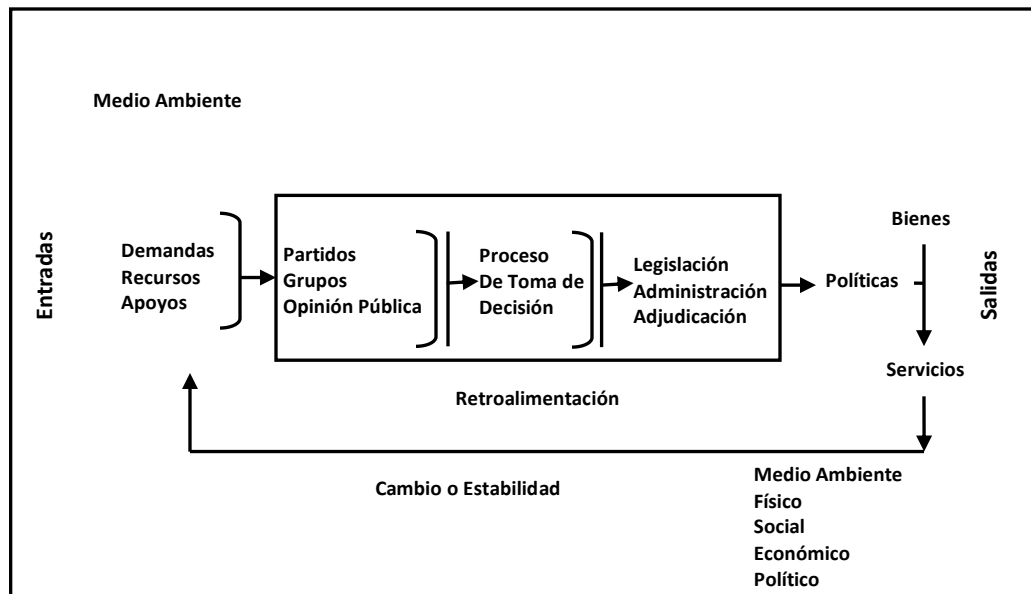 Medio Ambiente
Entradas
Demandas
Recursos
Apoyos
Partidos
Grupos
Opinión Pública
Proceso
De Toma de
Decisión
Legislación
Administración
Adjudicación
Políticas
Bienes
Servicios
Salidas
Retroalimentación
Cambio o Estabilidad
Medio Ambiente
Físico
Social
Económico
Político